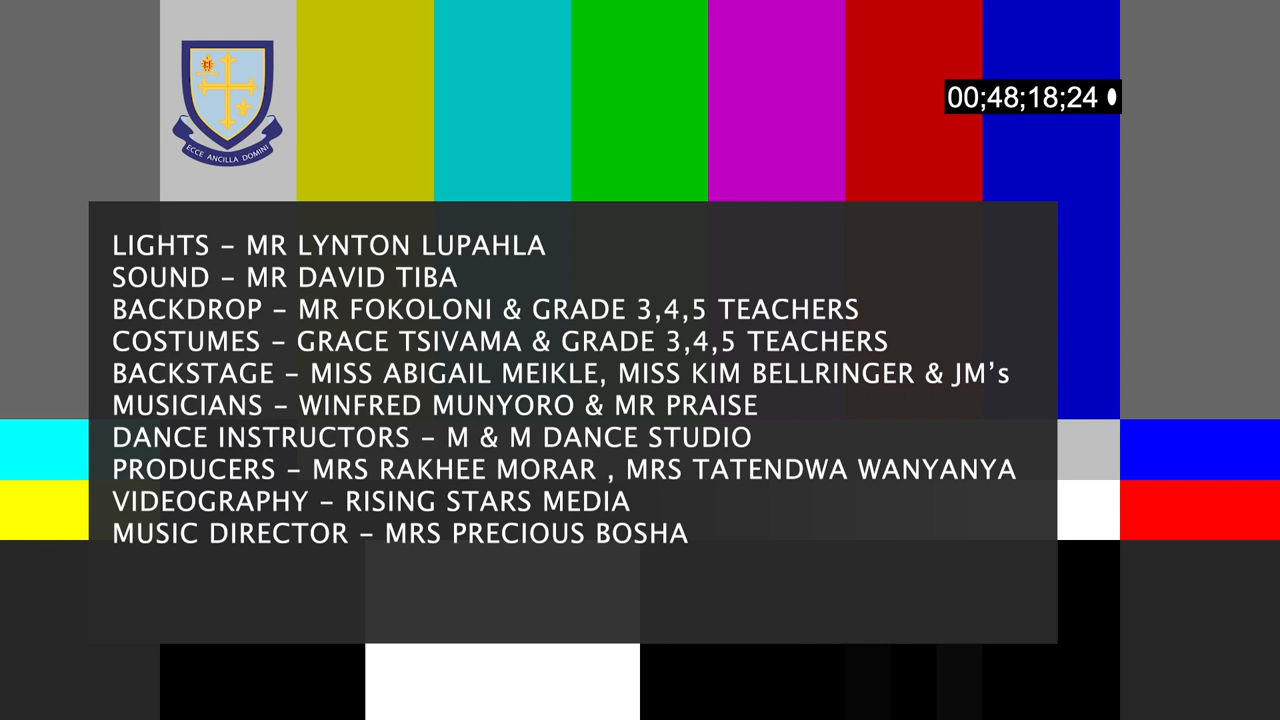 ECCE ANCILLA DOMINI
00;48;18;24
LIGHTS – MR LYNTON LUPAHLA
SOUND – MR DAVID TIBA
BACKDROP – MR FOKOLONI & GRADE 3,4,5 TEACHERS
COSTUMES – GRACE TSIVAMA & GRADE 3,4,5 TEACHERS
BACKSTAGE – MISS ABIGAIL MEIKLE, MISS KIM BELLRINGER & JM’s
MUSICIANS – WINFRED MUNYORO & MR PRAISE
DANCE INSTRUCTORS – M & M DANCE STUDIO
PRODUCERS – MRS RAKHEE MORAR , MRS TATENDWA WANYANYA
VIDEOGRAPHY – RISING STARS MEDIA
MUSIC DIRECTOR – MRS PRECIOUS BOSHA